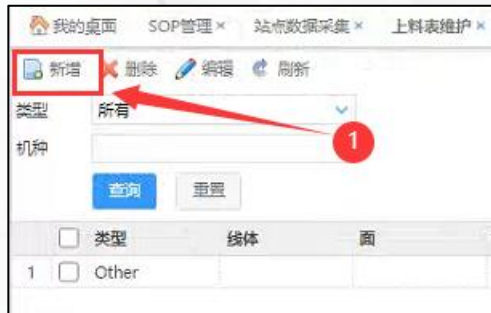 我的桌面 SOP管理× 站点数据采集× 上料表维护×
新增 删除 编辑 刷新
类型 所有
1
机种
查询 重置
类型 线体 面
1 Other